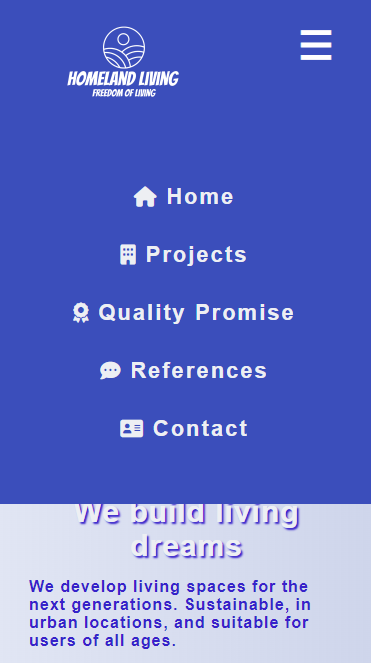 HOMELAND LIVING
FREEDOM OF LIVING
Home
Projects
Quality Promise
References
Contact
We build living
dreams
We develop living spaces for the
next generations. Sustainable, in
urban locations, and suitable for
users of all ages.